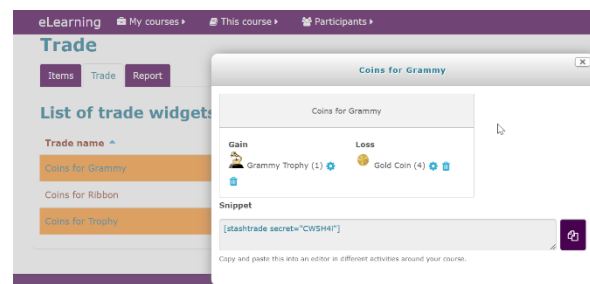 eLearning My courses This course Participants
Trade
Items Trade Report
List of trade widgets
Trade name
Coins for Grammy
Coins for Ribbon
Coins for Trophy
Coins for Grammy
Coins for Grammy
Gain Loss
Grammy Trophy (1) Gold Coin (4)
Snippet
[stashtrade secret="CWSH4I"]
Copy and paste this into an editor in different activities around your course.